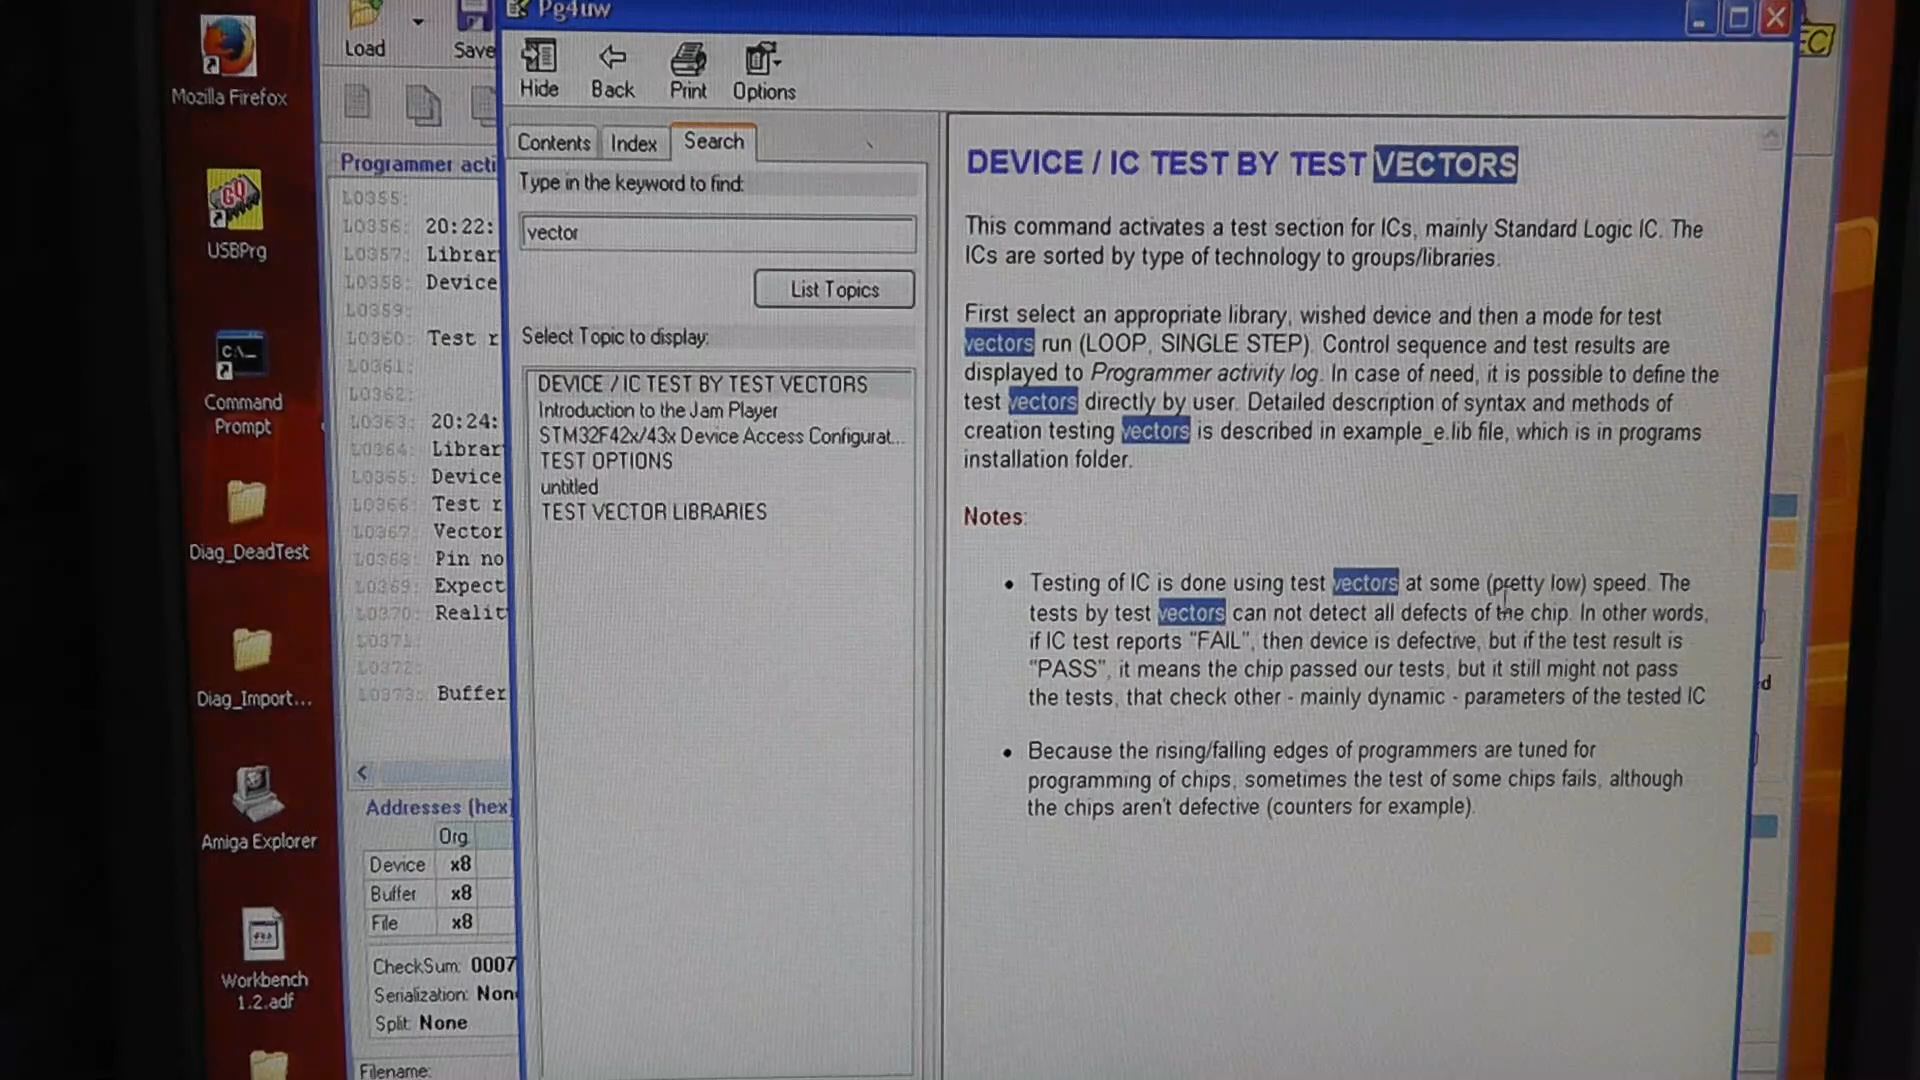 Mozilla Firefox
USBPrg
Command
Prompt
Diag_DeadTest
Diag_Import...
Amiga Explorer
Workbench
1.2.adf
Load
Save
Programmer acti
L0355:
L0356: 20:22:
L0357: Librar
L0358: Device
L0359:
L0360: Test r
L0361:
L0362:
L0363: 20:24:
L0364: Librar
L0365: Device
L0366: Test r
L0367: Vector
L0368: Pin no
L0369: Expect
L0370: Realit
L0371:
L0372:
L0373: Buffer
Addresses (hex)
Org.
Device x8
Buffer x8
File x8
CheckSum: 0007
Serialization: Non
Split: None
Filename:
Pg4uw
Hide
Back
Print
Options
Contents
Index
Search
Type in the keyword to find:
vector
List Topics
Select Topic to display:
DEVICE / IC TEST BY TEST VECTORS
Introduction to the Jam Player
STM32F42x/43x Device Access Configurat...
TEST OPTIONS
untitled
TEST VECTOR LIBRARIES
DEVICE / IC TEST BY TEST VECTORS
This command activates a test section for ICs, mainly Standard Logic IC. The
ICs are sorted by type of technology to groups/libraries.
First select an appropriate library, wished device and then a mode for test
vectors run (LOOP, SINGLE STEP). Control sequence and test results are
displayed to Programmer activity log. In case of need, it is possible to define the
test vectors directly by user. Detailed description of syntax and methods of
creation testing vectors is described in example_e.lib file, which is in programs
installation folder.
Notes:
• Testing of IC is done using test vectors at some (pretty low) speed. The
tests by test vectors can not detect all defects of the chip. In other words,
if IC test reports "FAIL", then device is defective, but if the test result is
"PASS", it means the chip passed our tests, but it still might not pass
the tests, that check other - mainly dynamic - parameters of the tested IC
• Because the rising/falling edges of programmers are tuned for
programming of chips, sometimes the test of some chips fails, although
the chips aren't defective (counters for example).